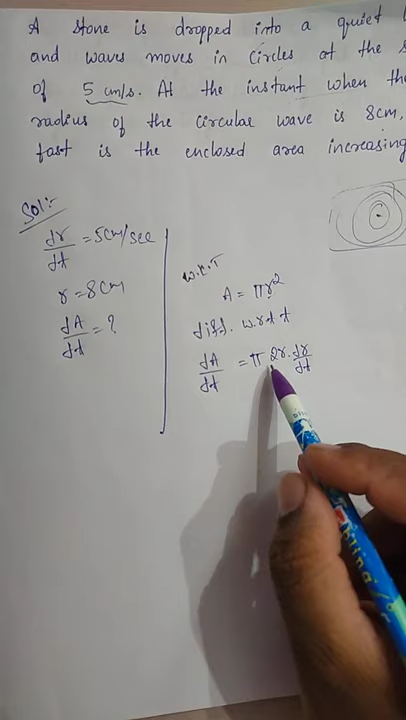 A stone is dropped into a quiet
and waves moves in circles at the
of 5 cm/s. At the instant when the
radius of the circular wave is 8cm,
fast is the enclosed area increasing
Sol:-
dr/dt = 5cm/sec
r = 8cm
dA/dt = ?
W.K.T
A = πr²
diff. w.r.t t
dA/dt = π 2r. dr/dt